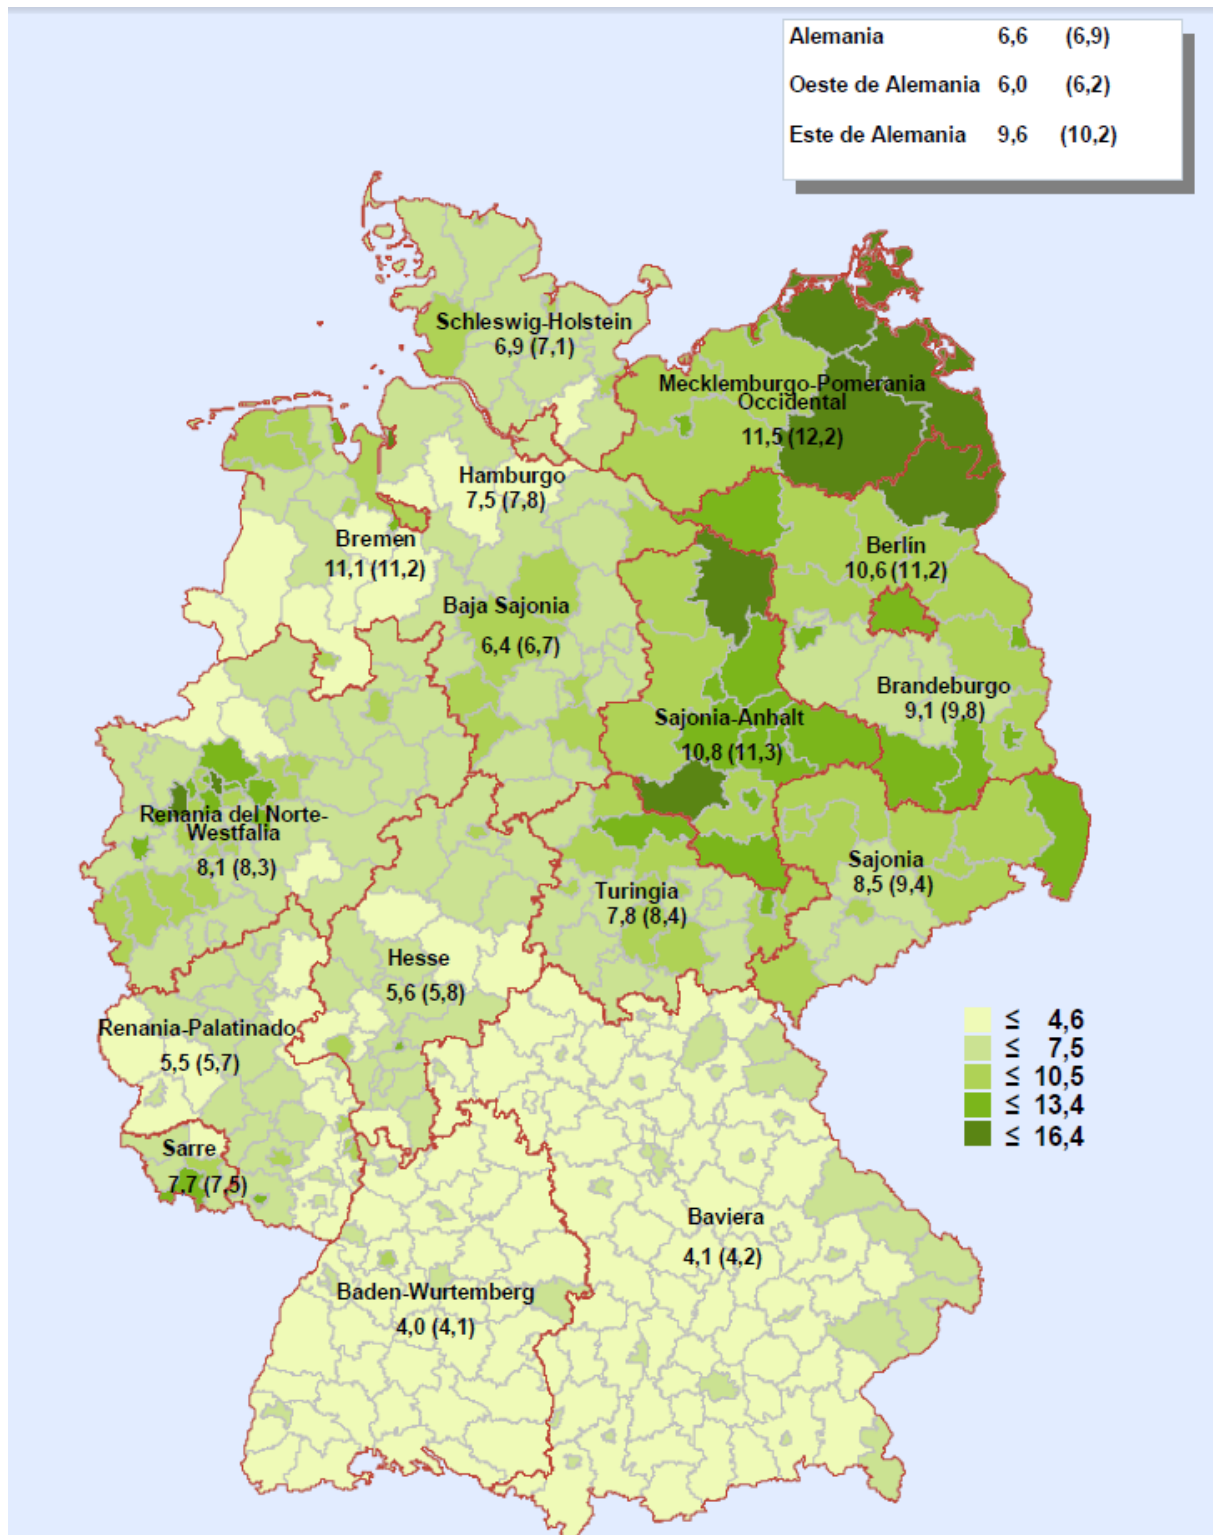 Alemania 6,6 (6,9)
Oeste de Alemania 6,0 (6,2)
Este de Alemania 9,6 (10,2)
Schleswig-Holstein
6,9 (7,1)
Mecklemburgo-Pomerania
Occidental
11,5 (12,2)
Hamburgo
7,5 (7,8)
Bremen
11,1 (11,2)
Berlín
10,6 (11,2)
Baja Sajonia
6,4 (6,7)
Brandeburgo
9,1 (9,8)
Sajonia-Anhalt
10,8 (11,3)
Renania del Norte-
Westfalia
8,1 (8,3)
Sajonia
8,5 (9,4)
Turingia
7,8 (8,4)
Hesse
5,6 (5,8)
Renania-Palatinado
5,5 (5,7)
≤ 4,6
≤ 7,5
≤ 10,5
≤ 13,4
≤ 16,4
Sarre
7,7 (7,5)
Baviera
4,1 (4,2)
Baden-Wurtemberg
4,0 (4,1)